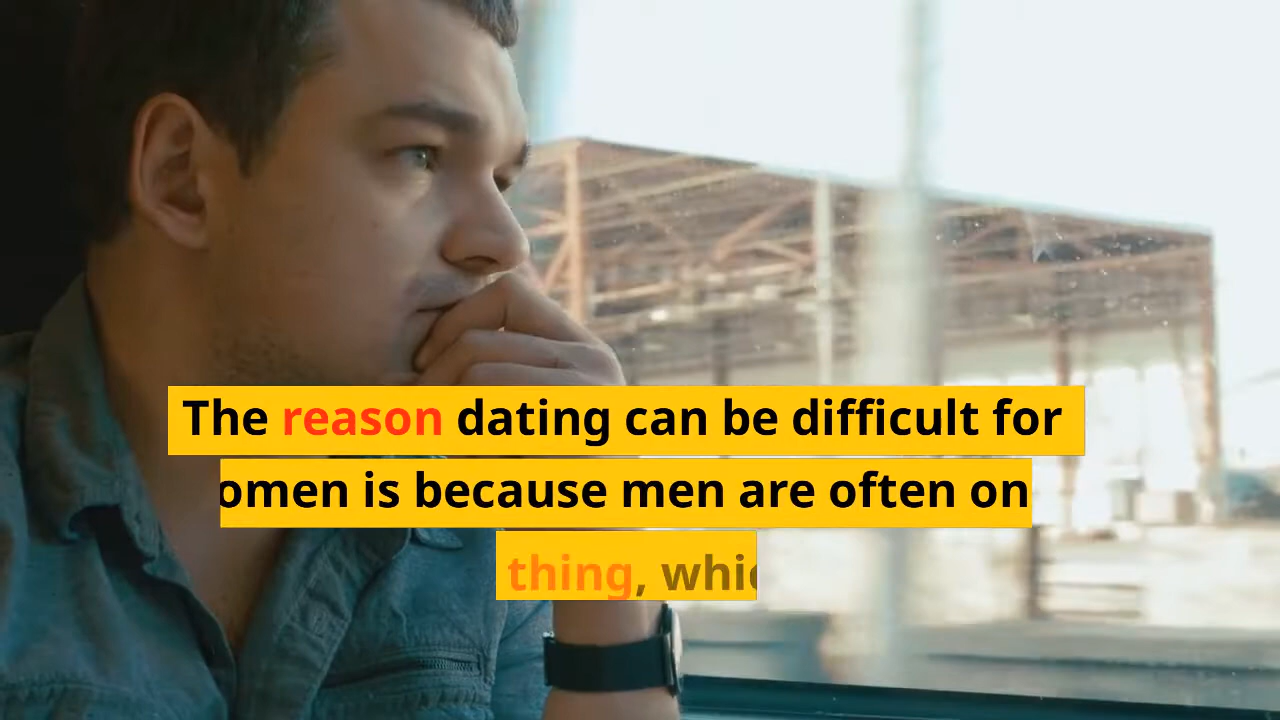 The reason dating can be difficult for
omen is because men are often on
thing, whic